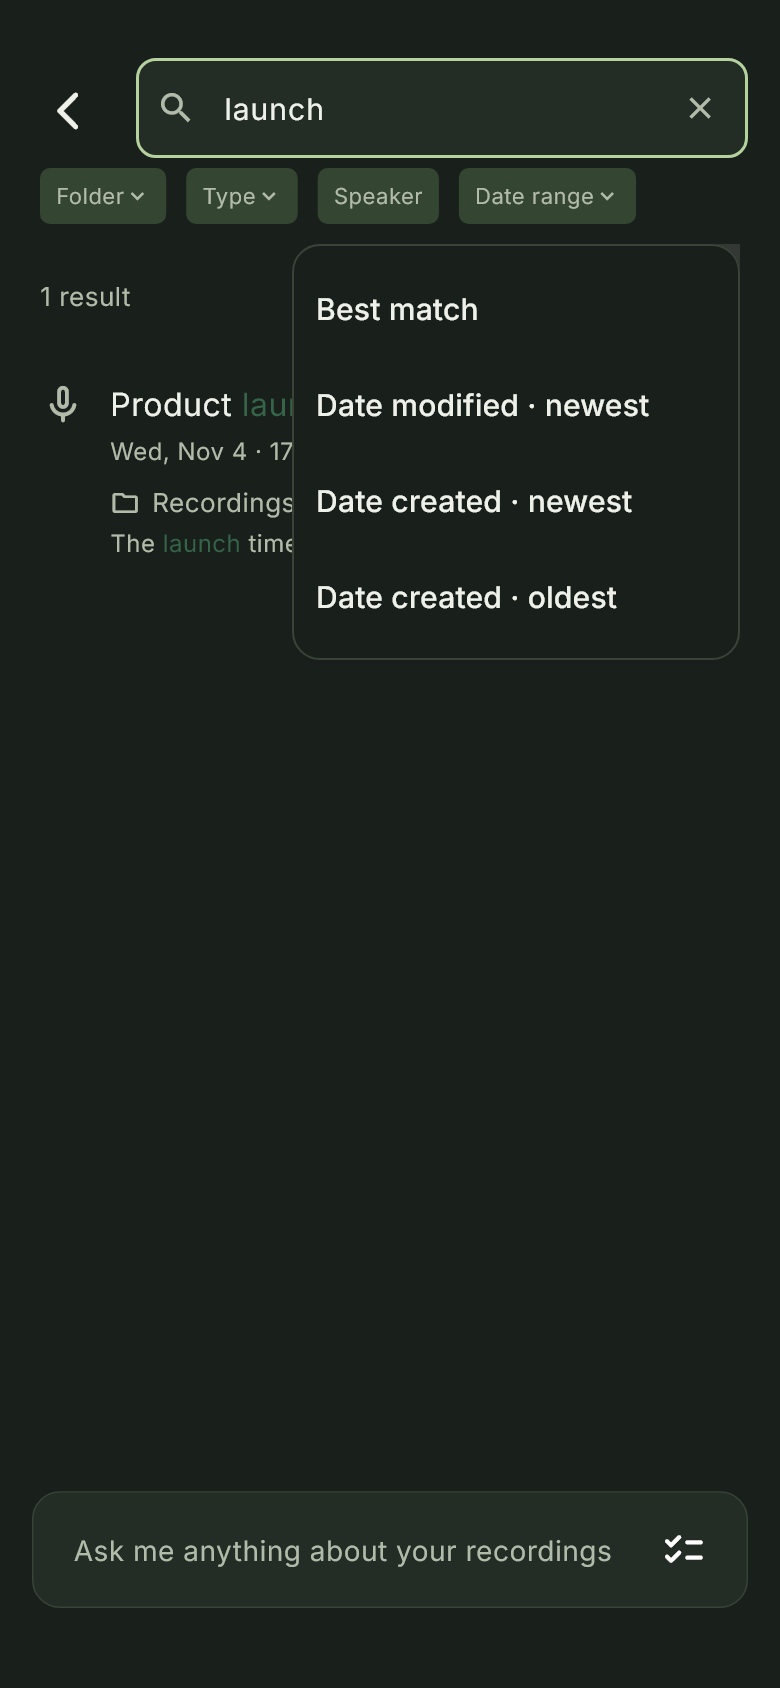 launch
Folder Type Speaker Date range
1 result
Best match
Date modified · newest
Date created · newest
Date created · oldest
Product
Wed, Nov 4 · 17
Recordings
The launch time
Ask me anything about your recordings